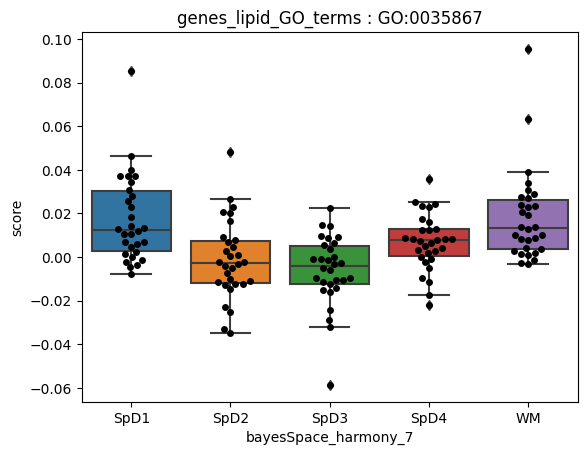 genes_lipid_GO_terms : GO:0035867
0.10
0.08
0.06
0.04
0.02
0.00
−0.02
−0.04
−0.06
score
SpD1 SpD2 SpD3 SpD4 WM
bayesSpace_harmony_7